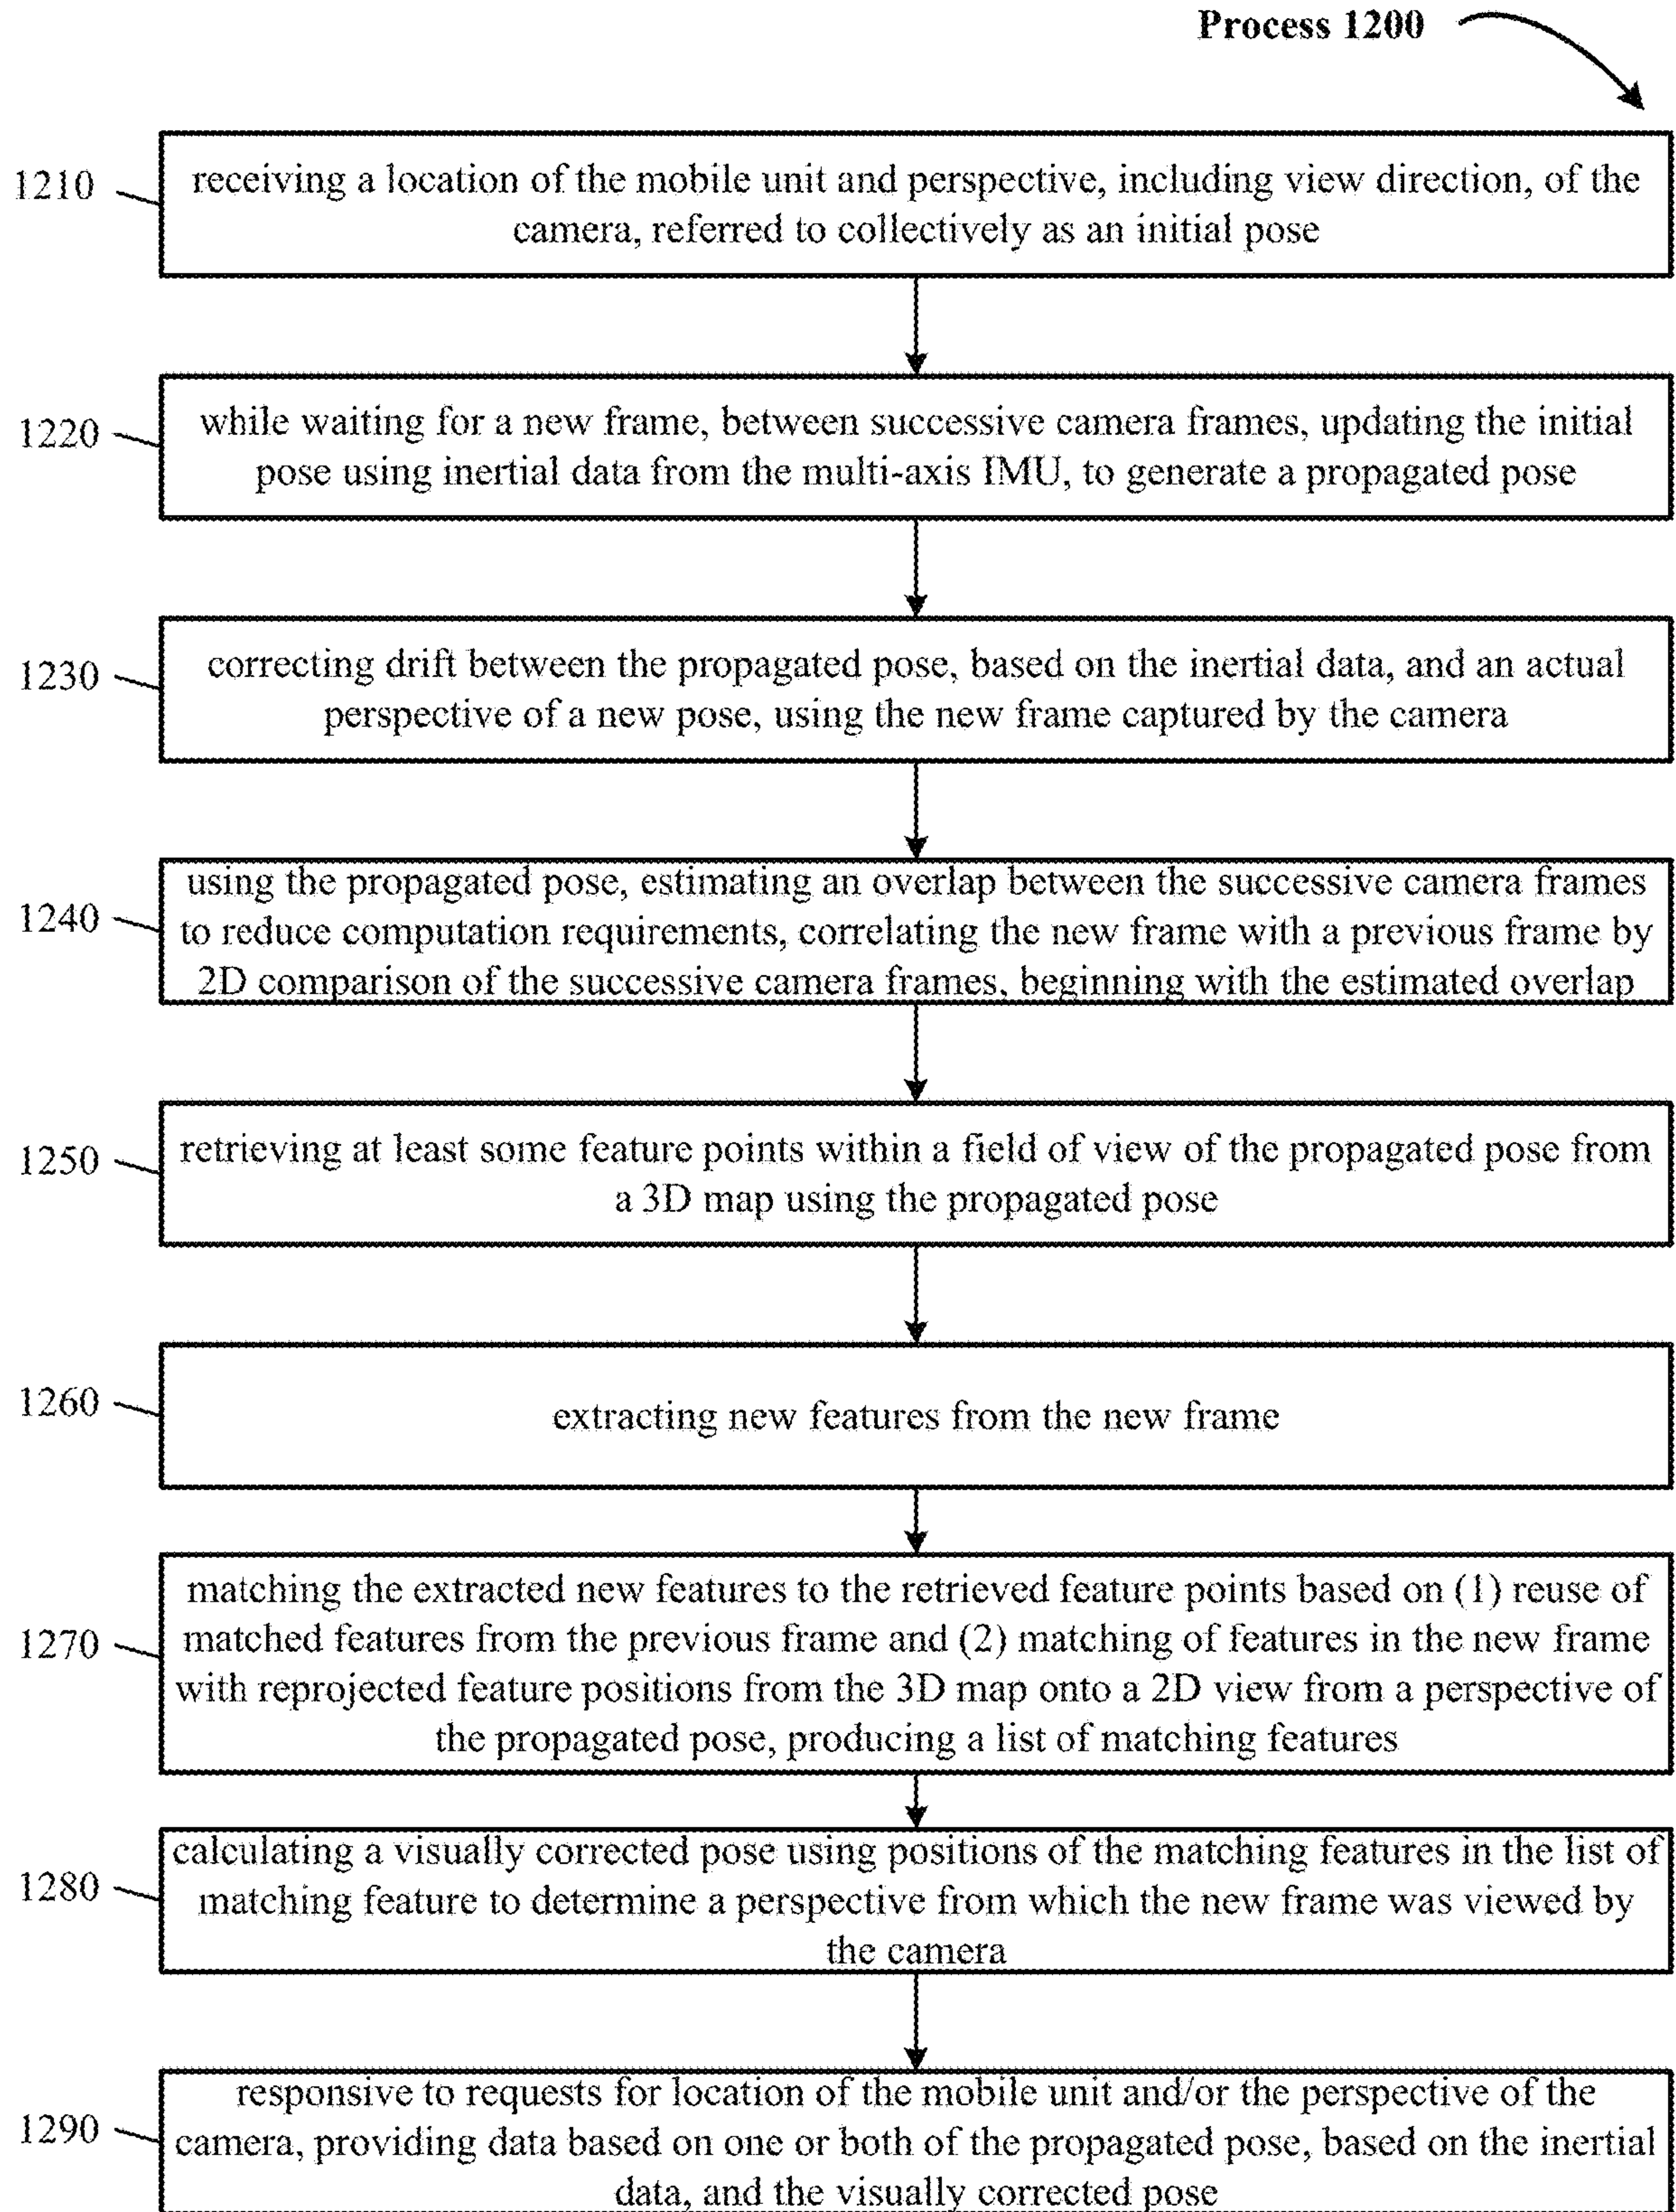 Process 1200
1210
receiving a location of the mobile unit and perspective, including view direction, of the
camera, referred to collectively as an initial pose
1220
while waiting for a new frame, between successive camera frames, updating the initial
pose using inertial data from the multi-axis IMU, to generate a propagated pose
1230
correcting drift between the propagated pose, based on the inertial data, and an actual
perspective of a new pose, using the new frame captured by the camera
1240
using the propagated pose, estimating an overlap between the successive camera frames
to reduce computation requirements, correlating the new frame with a previous frame by
2D comparison of the successive camera frames, beginning with the estimated overlap
1250
retrieving at least some feature points within a field of view of the propagated pose from
a 3D map using the propagated pose
1260
extracting new features from the new frame
1270
matching the extracted new features to the retrieved feature points based on (1) reuse of
matched features from the previous frame and (2) matching of features in the new frame
with reprojected feature positions from the 3D map onto a 2D view from a perspective of
the propagated pose, producing a list of matching features
1280
calculating a visually corrected pose using positions of the matching features in the list of
matching feature to determine a perspective from which the new frame was viewed by
the camera
1290
responsive to requests for location of the mobile unit and/or the perspective of the
camera, providing data based on one or both of the propagated pose, based on the inertial
data, and the visually corrected pose